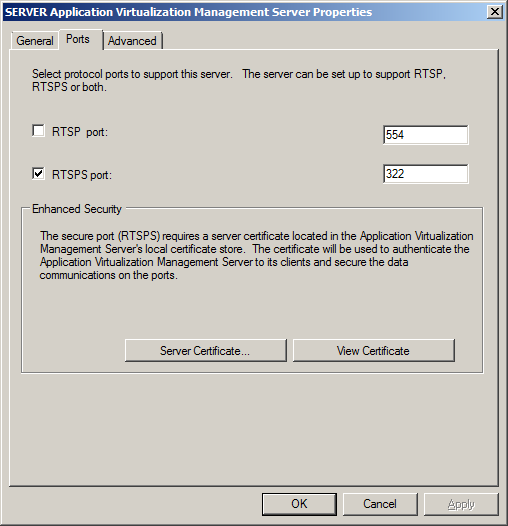 SERVER Application Virtualization Management Server Properties
General Ports Advanced
Select protocol ports to support this server. The server can be set up to support RTSP,
RTSPS or both.
RTSP port: 554
RTSPS port: 322
Enhanced Security
The secure port (RTSPS) requires a server certificate located in the Application Virtualization
Management Server's local certificate store. The certificate will be used to authenticate the
Application Virtualization Management Server to its clients and secure the data
communications on the ports.
Server Certificate... View Certificate
OK Cancel Apply